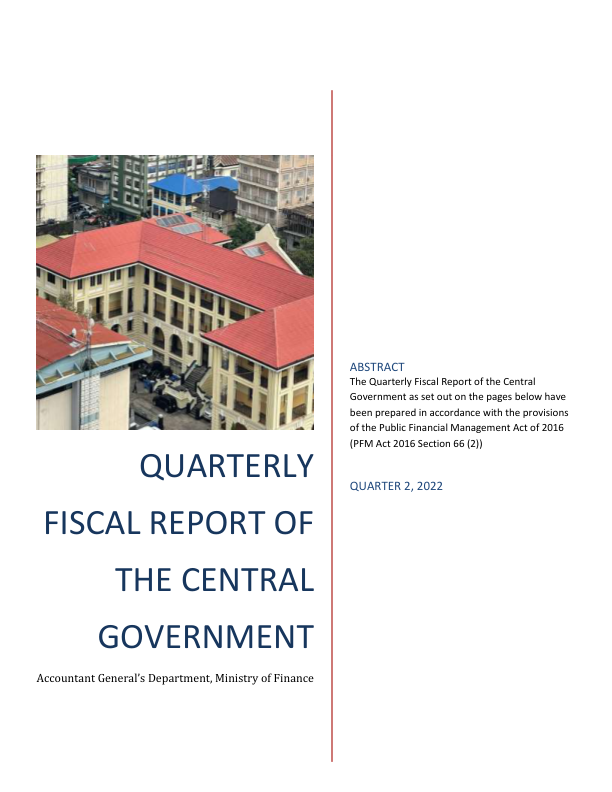 QUARTERLY
FISCAL REPORT OF
THE CENTRAL
GOVERNMENT
Accountant General’s Department, Ministry of Finance
ABSTRACT
The Quarterly Fiscal Report of the Central
Government as set out on the pages below have
been prepared in accordance with the provisions
of the Public Financial Management Act of 2016
(PFM Act 2016 Section 66 (2))
QUARTER 2, 2022